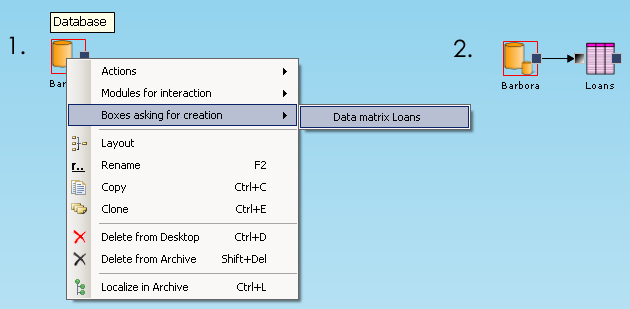 Database
1.
Bar
Actions
Modules for interaction
Boxes asking for creation
Data matrix Loans
Layout
Rename F2
Copy Ctrl+C
Clone Ctrl+E
Delete from Desktop Ctrl+D
Delete from Archive Shift+Del
Localize in Archive Ctrl+L
2.
Barbora
Loans